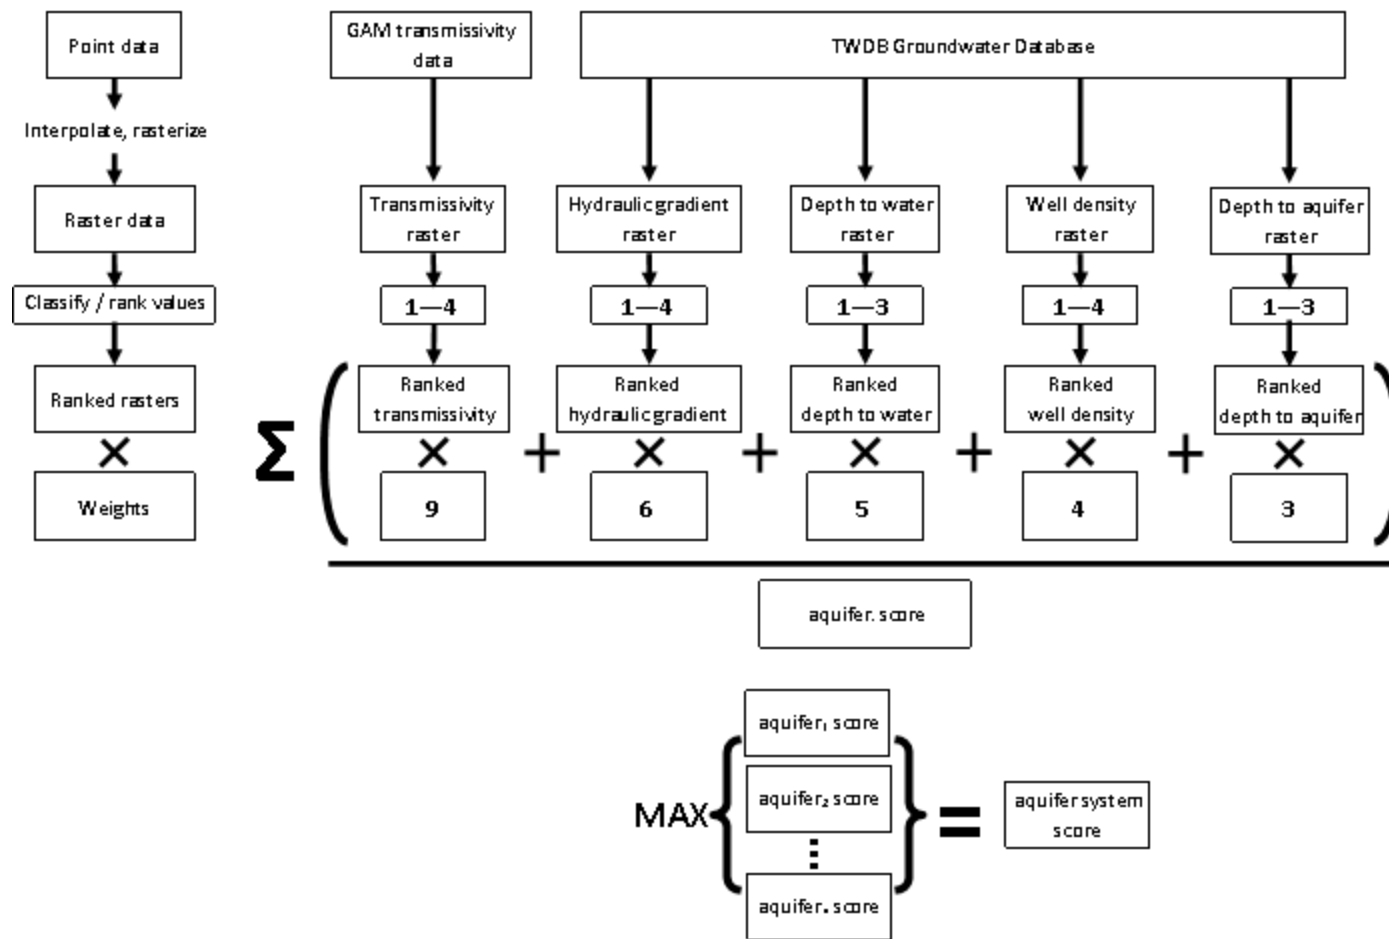 Point data
GAM transmissivity
data
TWDB Groundwater Database
Interpolate, rasterize
Raster data
Transmissivity
raster
Hydraulic gradient
raster
Depth to water
raster
Well density
raster
Depth to aquifer
raster
Classify / rank values
1—4
1—4
1—3
1—4
1—3
Ranked rasters
Ranked
transmissivity
Ranked
hydraulic gradient
Ranked
depth to water
Ranked
well density
Ranked
depth to aquifer
×
Σ
( × + × + × + × + × )
Weights
9
6
5
4
3
aquifer. score
aquifer₁ score
MAX
{
aquifer₂ score
⋮
aquifer. score
}
=
aquifer system
score